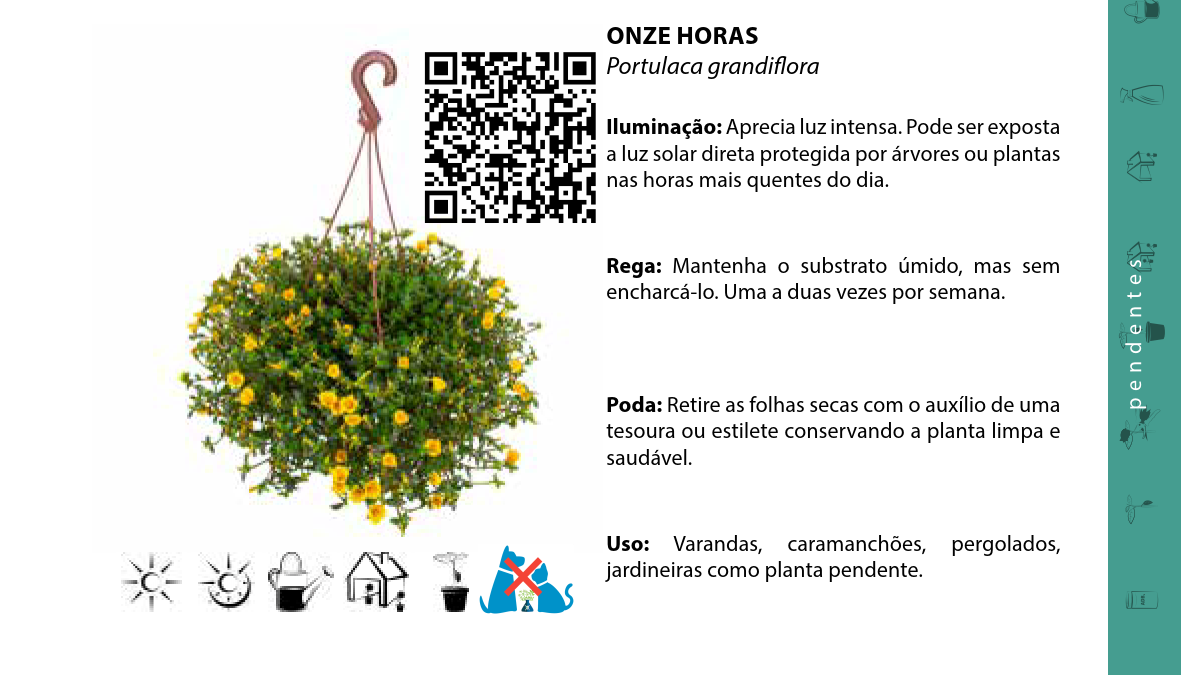 ONZE HORAS
Portulaca grandiflora
Iluminação: Aprecia luz intensa. Pode ser exposta
a luz solar direta protegida por árvores ou plantas
nas horas mais quentes do dia.
Rega: Mantenha o substrato úmido, mas sem
encharcá-lo. Uma a duas vezes por semana.
Poda: Retire as folhas secas com o auxílio de uma
tesoura ou estilete conservando a planta limpa e
saudável.
Uso: Varandas, caramanchões, pergolados,
jardineiras como planta pendente.
pendentes